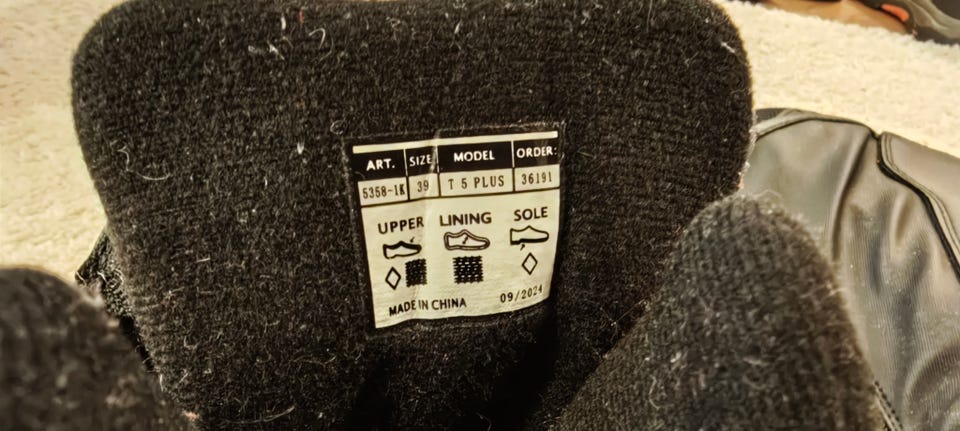 ART. SIZE MODEL ORDER:
5358-1K 39 T 5 PLUS 36191
UPPER LINING SOLE
MADE IN CHINA 09/2024